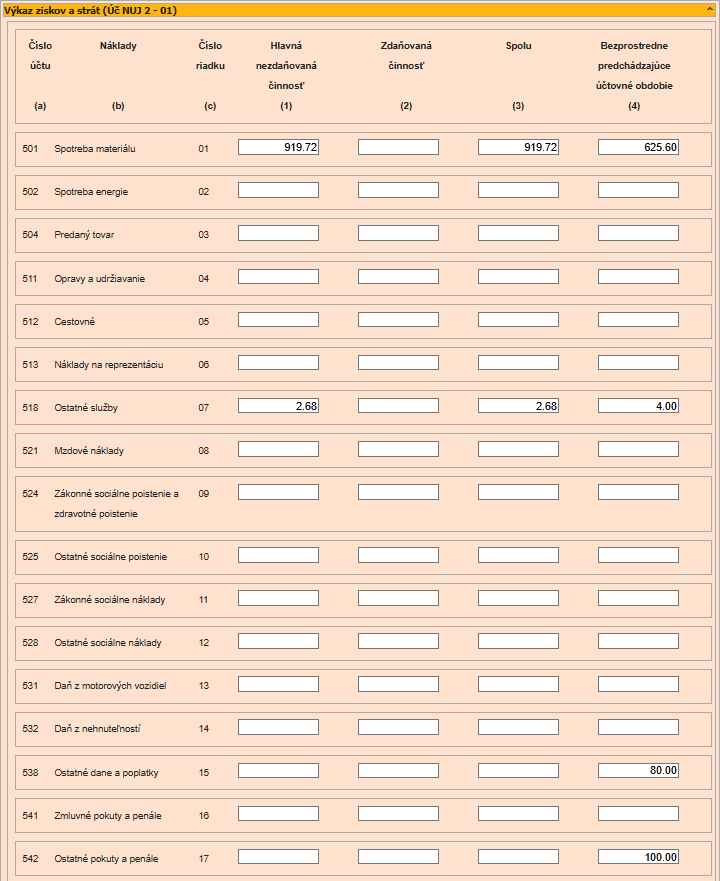 Výkaz ziskov a strát (Úč NUJ 2 - 01)
Číslo Náklady Číslo Hlavná Zdaňovaná Spolu Bezprostredne
účtu riadku nezdaňovaná činnosť predchádzajúce
činnosť účtovné obdobie
(a) (b) (c) (1) (2) (3) (4)
501 Spotreba materiálu 01 919.72 919.72 625.60
502 Spotreba energie 02
504 Predaný tovar 03
511 Opravy a udržiavanie 04
512 Cestovné 05
513 Náklady na reprezentáciu 06
518 Ostatné služby 07 2.68 2.68 4.00
521 Mzdové náklady 08
524 Zákonné sociálne poistenie a 09
zdravotné poistenie
525 Ostatné sociálne poistenie 10
527 Zákonné sociálne náklady 11
528 Ostatné sociálne náklady 12
531 Daň z motorových vozidiel 13
532 Daň z nehnuteľností 14
538 Ostatné dane a poplatky 15 80.00
541 Zmluvné pokuty a penále 16
542 Ostatné pokuty a penále 17 100.00